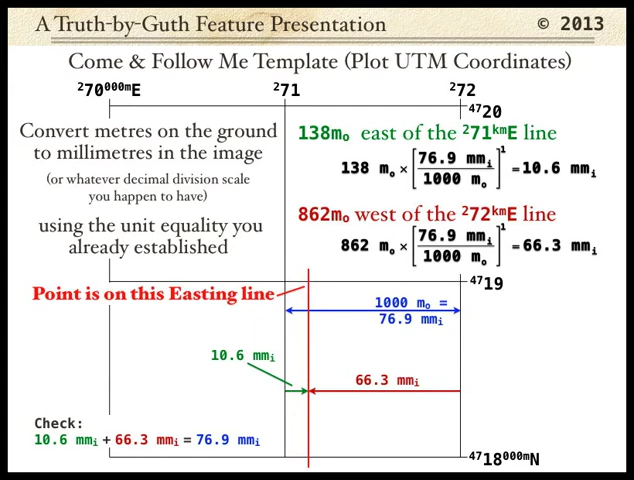 A Truth-by-Guth Feature Presentation © 2013
Come & Follow Me Template (Plot UTM Coordinates)
²70⁰⁰⁰ᵐE ²71 ²72
⁴⁷20
Convert metres on the ground
to millimetres in the image
(or whatever decimal division scale
you happen to have)
using the unit equality you
already established
138mₒ east of the ²71ᵏᵐE line
138 mₒ × [76.9 mmᵢ / 1000 mₒ]¹ = 10.6 mmᵢ
862mₒ west of the ²72ᵏᵐE line
862 mₒ × [76.9 mmᵢ / 1000 mₒ]¹ = 66.3 mmᵢ
⁴⁷19
Point is on this Easting line
1000 mₒ =
76.9 mmᵢ
10.6 mmᵢ
66.3 mmᵢ
Check:
10.6 mmᵢ + 66.3 mmᵢ = 76.9 mmᵢ
⁴⁷18⁰⁰⁰ᵐN